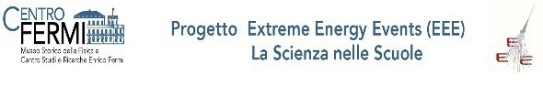 CENTRO
FERMI
Museo Storico della Fisica e
Centro Studi e Ricerche Enrico Fermi
Progetto Extreme Energy Events (EEE)
La Scienza nelle Scuole
E
E
E